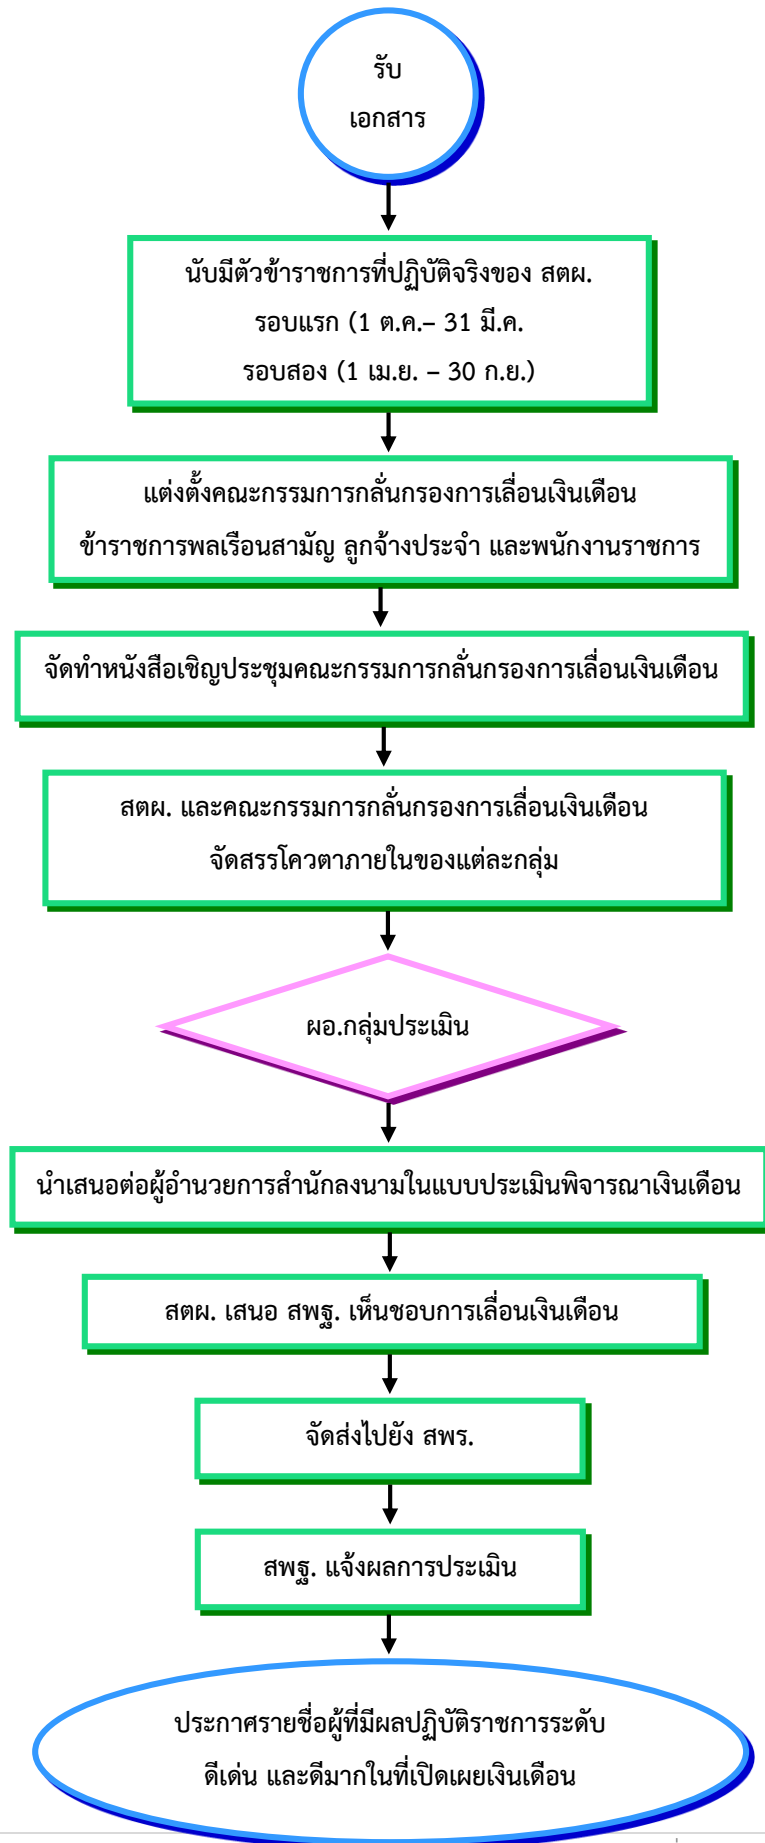 รับ
เอกสาร
นับมีตัวข้าราชการที่ปฏิบัติจริงของ สตผ.
รอบแรก (1 ต.ค.– 31 มี.ค.
รอบสอง (1 เม.ย. – 30 ก.ย.)
แต่งตั้งคณะกรรมการกลั่นกรองการเลื่อนเงินเดือน
ข้าราชการพลเรือนสามัญ ลูกจ้างประจำ และพนักงานราชการ
จัดทำหนังสือเชิญประชุมคณะกรรมการกลั่นกรองการเลื่อนเงินเดือน
สตผ. และคณะกรรมการกลั่นกรองการเลื่อนเงินเดือน
จัดสรรโควตาภายในของแต่ละกลุ่ม
ผอ.กลุ่มประเมิน
นำเสนอต่อผู้อำนวยการสำนักลงนามในแบบประเมินพิจารณาเงินเดือน
สตผ. เสนอ สพฐ. เห็นชอบการเลื่อนเงินเดือน
จัดส่งไปยัง สพร.
สพฐ. แจ้งผลการประเมิน
ประกาศรายชื่อผู้ที่มีผลปฏิบัติราชการระดับ
ดีเด่น และดีมากในที่เปิดเผยเงินเดือน